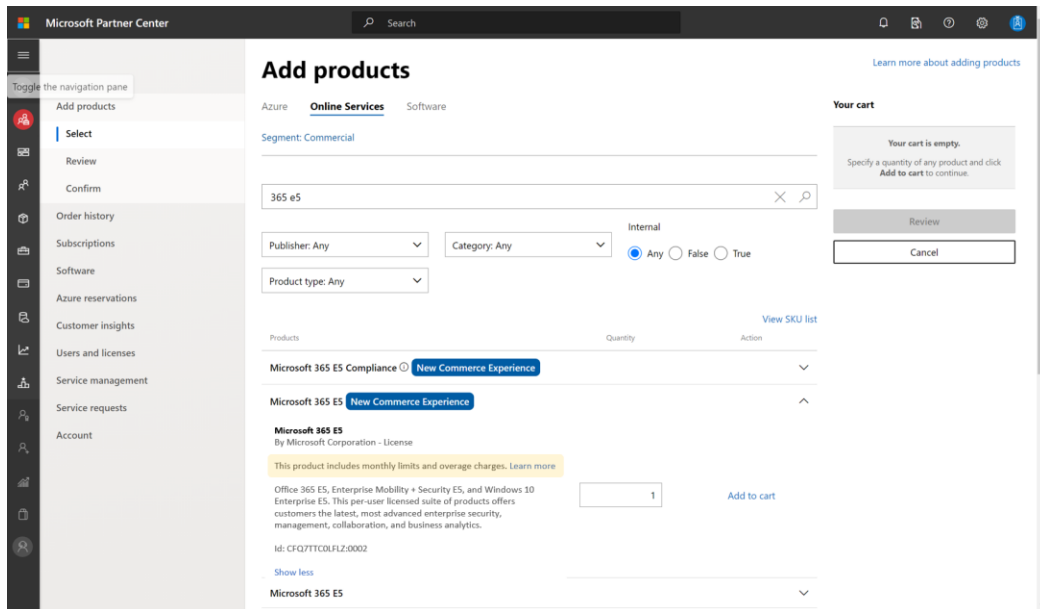 Microsoft Partner Center
Search
Toggle the navigation pane
Add products
Select
Review
Confirm
Order history
Subscriptions
Software
Azure reservations
Customer insights
Users and licenses
Service management
Service requests
Account
Add products
Learn more about adding products
Azure
Online Services
Software
Segment: Commercial
365 e5
Publisher: Any
Category: Any
Internal
Any
False
True
Product type: Any
View SKU list
Products
Quantity
Action
Microsoft 365 E5 Compliance
New Commerce Experience
Microsoft 365 E5
New Commerce Experience
Microsoft 365 E5
By Microsoft Corporation - License
This product includes monthly limits and overage charges. Learn more
Office 365 E5, Enterprise Mobility + Security E5, and Windows 10
Enterprise E5. This per-user licensed suite of products offers
customers the latest, most advanced enterprise security,
management, collaboration, and business analytics.
1
Add to cart
Id: CFQ7TTC0LFLZ:0002
Show less
Microsoft 365 E5
Your cart
Your cart is empty.
Specify a quantity of any product and click
Add to cart to continue.
Review
Cancel